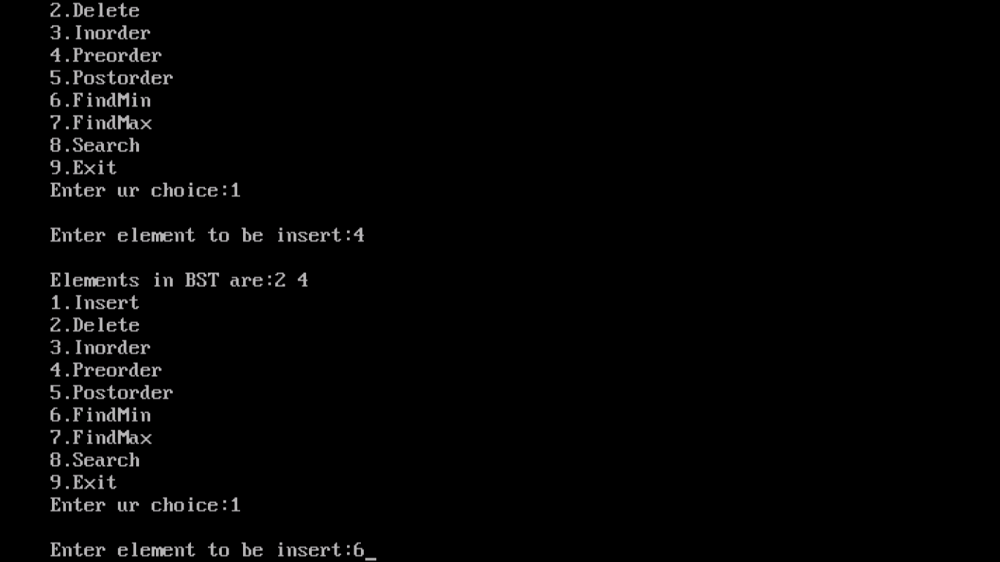 2.Delete
3.Inorder
4.Preorder
5.Postorder
6.FindMin
7.FindMax
8.Search
9.Exit
Enter ur choice:1
Enter element to be insert:4
Elements in BST are:2 4
1.Insert
2.Delete
3.Inorder
4.Preorder
5.Postorder
6.FindMin
7.FindMax
8.Search
9.Exit
Enter ur choice:1
Enter element to be insert:6_